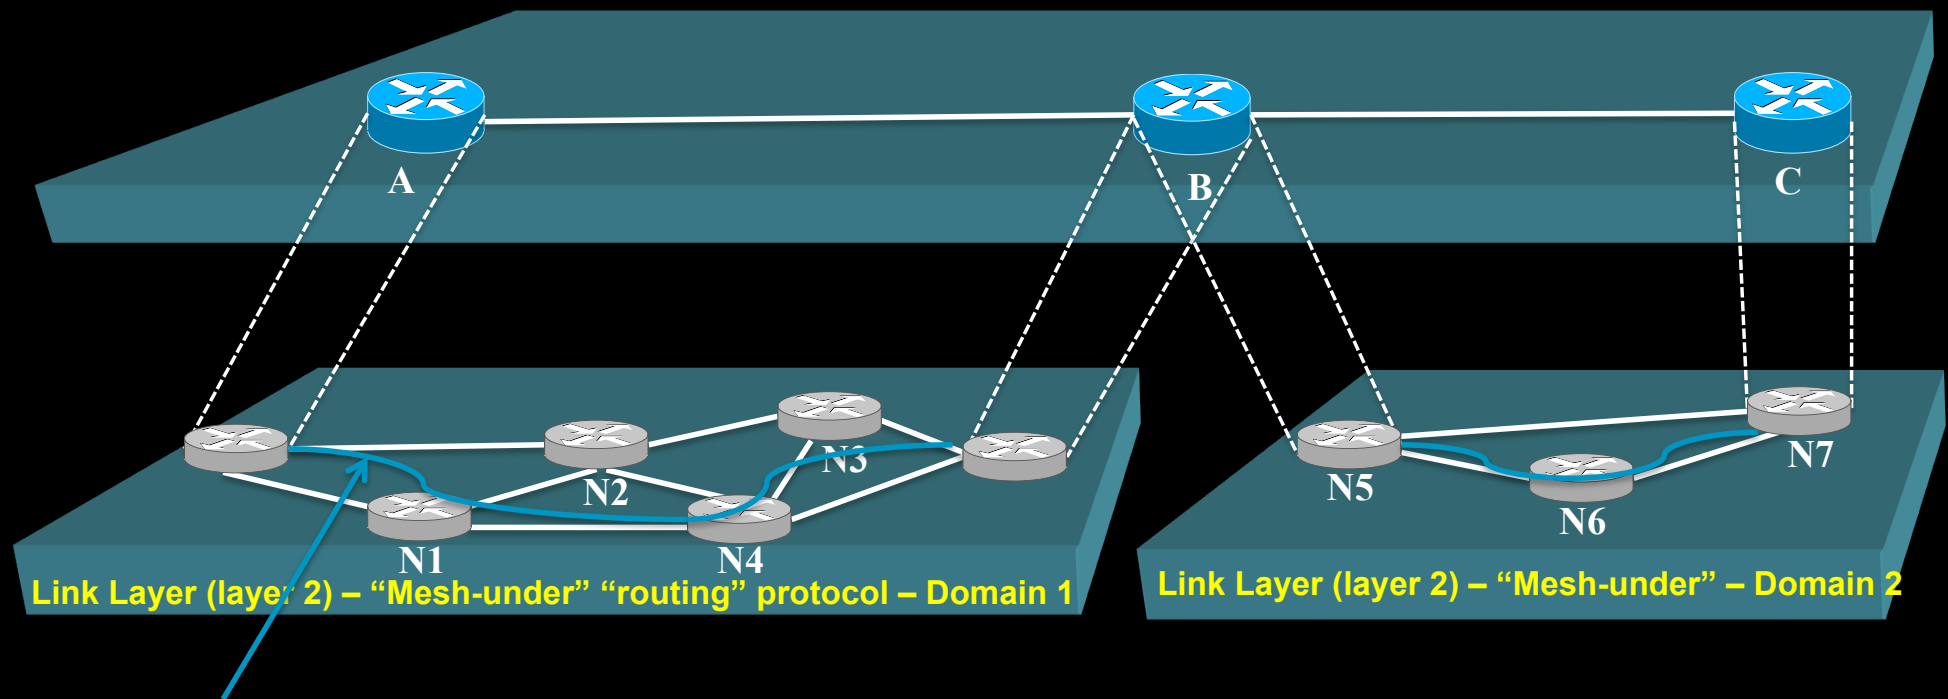 A
B
C
N3
N2
N7
N5
N6
N1
N4
Link Layer (layer 2) – “Mesh-under” “routing” protocol – Domain 1
Link Layer (layer 2) – “Mesh-under” – Domain 2